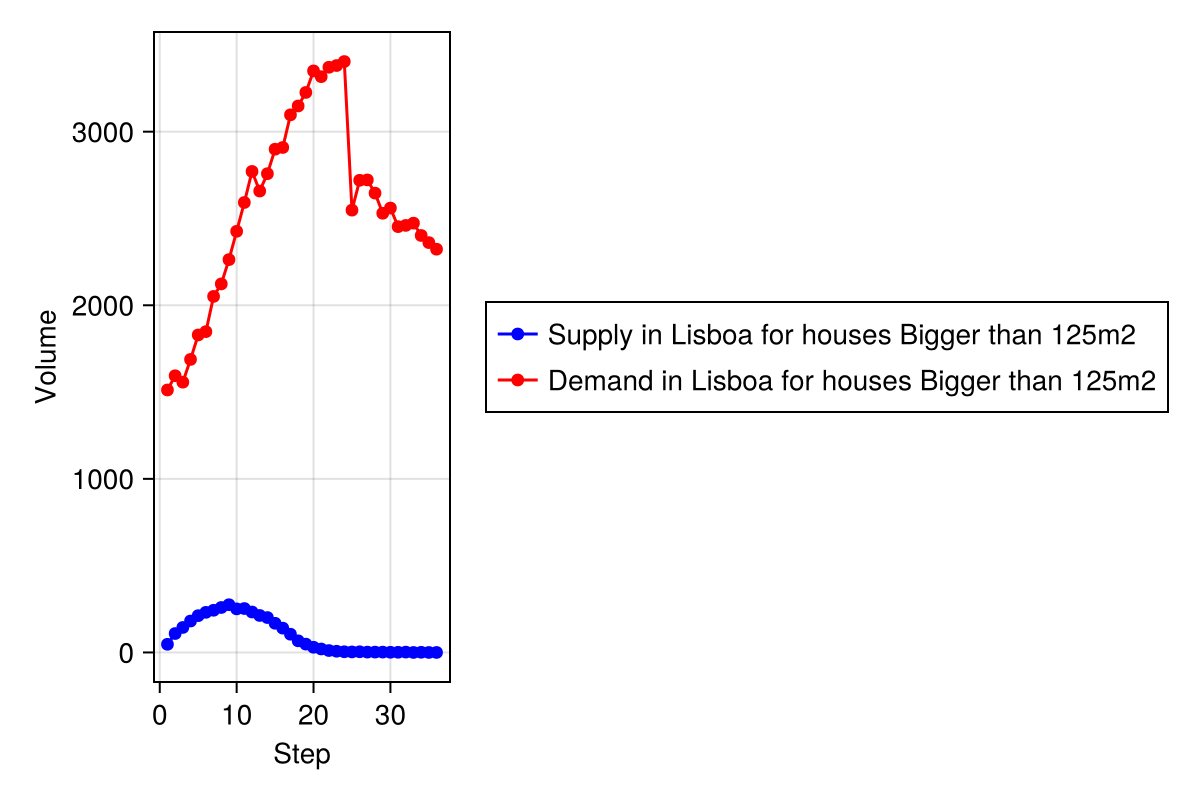 3000
2000
1000
0
Volume
0 10 20 30
Step
Supply in Lisboa for houses Bigger than 125m2
Demand in Lisboa for houses Bigger than 125m2